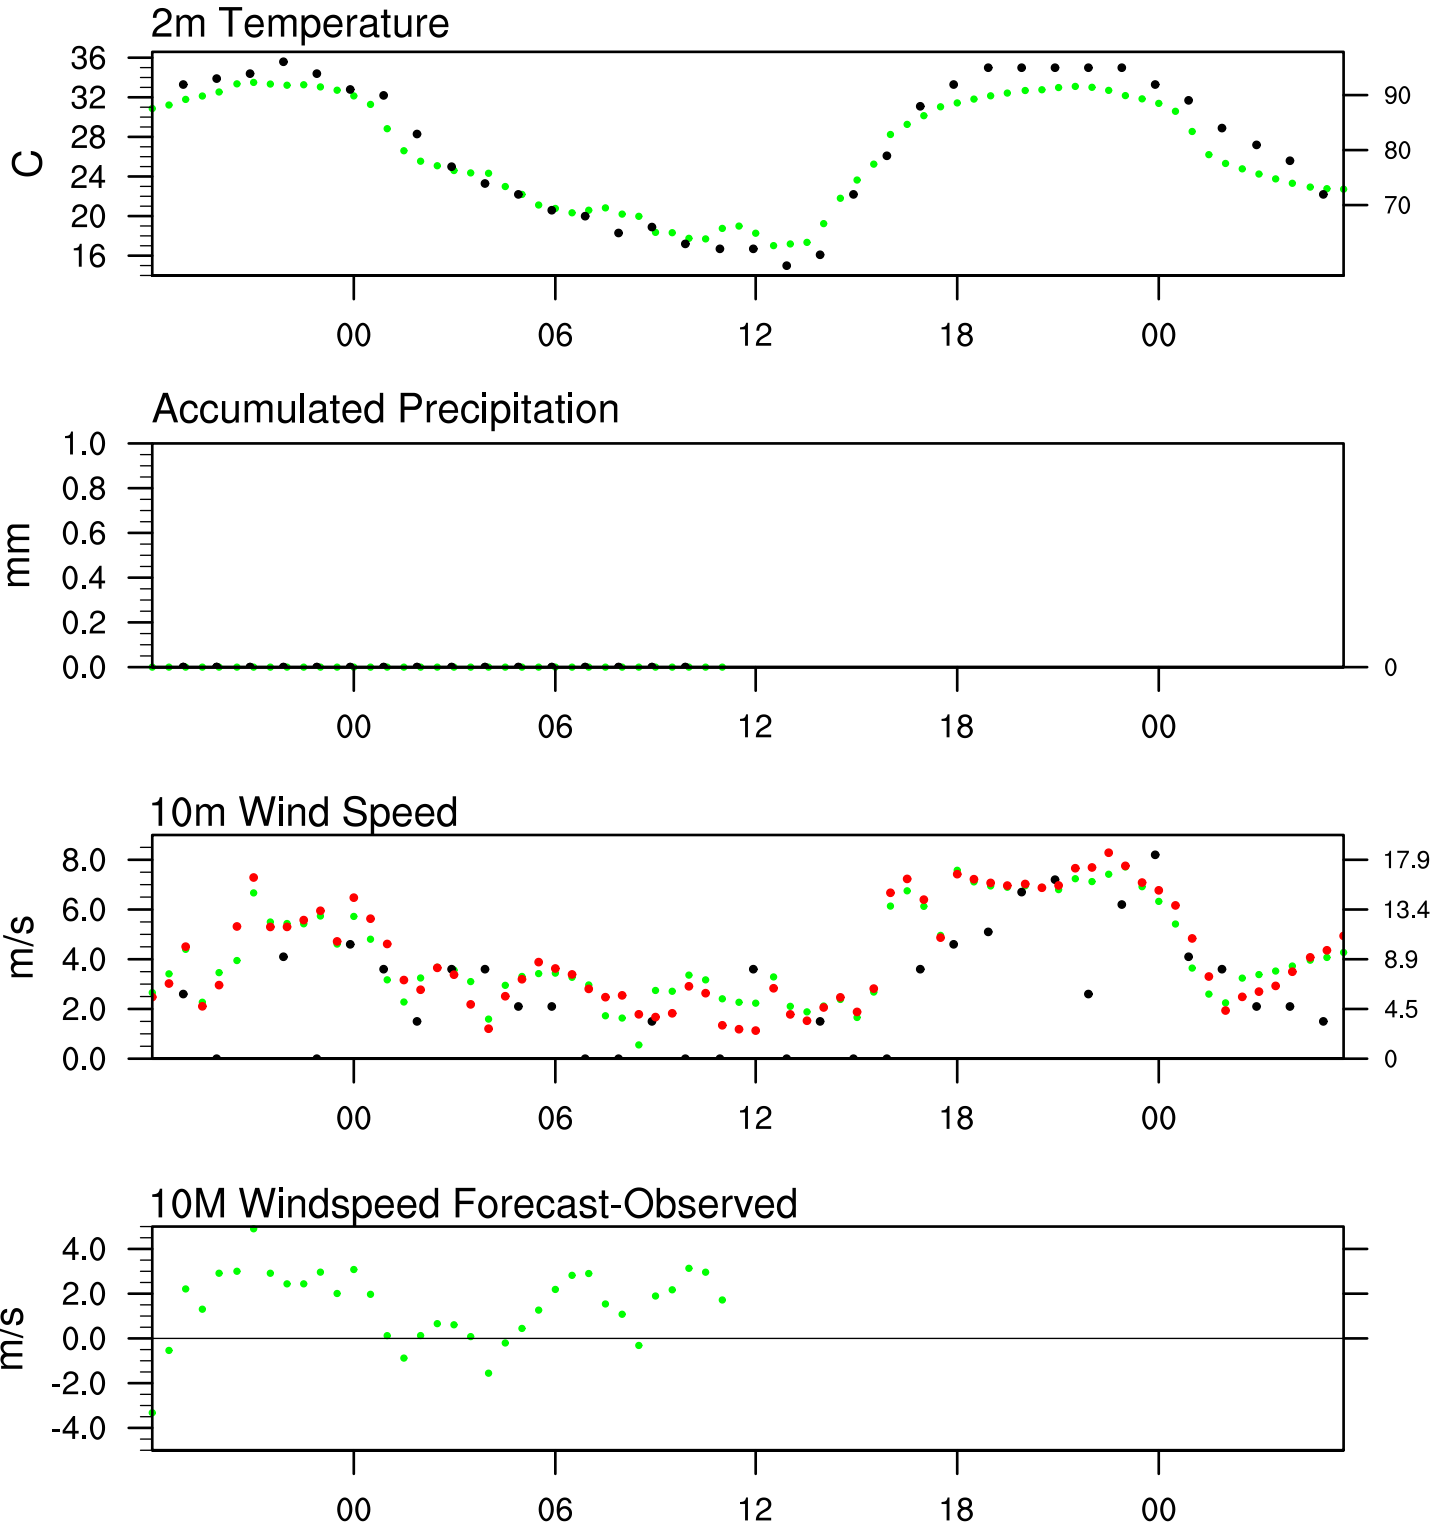 2m Temperature
36
32
28
24
20
16
C
90
80
70
00 06 12 18 00
Accumulated Precipitation
1.0
0.8
0.6
0.4
0.2
0.0
mm
0
00 06 12 18 00
10m Wind Speed
8.0
6.0
4.0
2.0
0.0
m/s
17.9
13.4
8.9
4.5
0
00 06 12 18 00
10M Windspeed Forecast-Observed
4.0
2.0
0.0
-2.0
-4.0
m/s
00 06 12 18 00